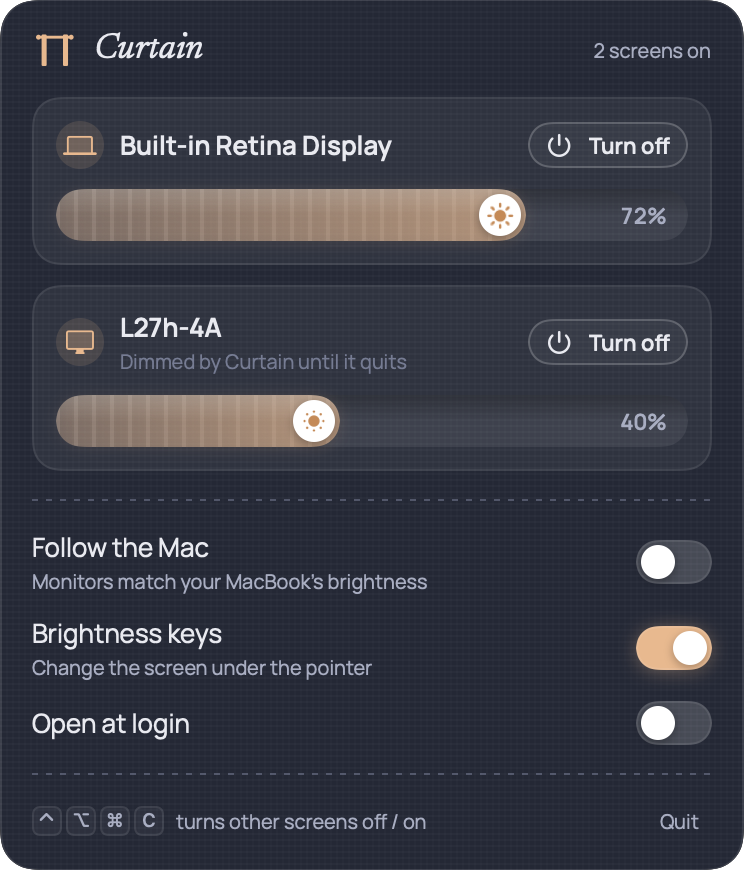 Curtain
2 screens on
Built-in Retina Display
Turn off
72%
L27h-4A
Dimmed by Curtain until it quits
Turn off
40%
Follow the Mac
Monitors match your MacBook's brightness
Brightness keys
Change the screen under the pointer
Open at login
⌃ ⌥ ⌘ C turns other screens off / on
Quit